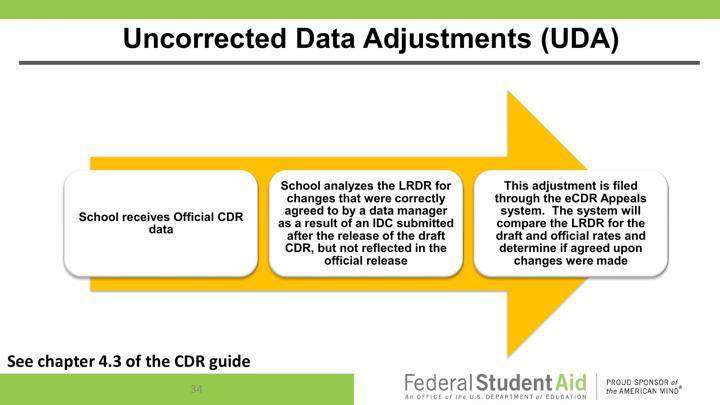 Uncorrected Data Adjustments (UDA)
School receives Official CDR
data
School analyzes the LRDR for
changes that were correctly
agreed to by a data manager
as a result of an IDC submitted
after the release of the draft
CDR, but not reflected in the
official release
This adjustment is filed
through the eCDR Appeals
system. The system will
compare the LRDR for the
draft and official rates and
determine if agreed upon
changes were made
See chapter 4.3 of the CDR guide
34
Federal Student Aid
An OFFICE of the U.S. DEPARTMENT of EDUCATION
PROUD SPONSOR of
the AMERICAN MIND®